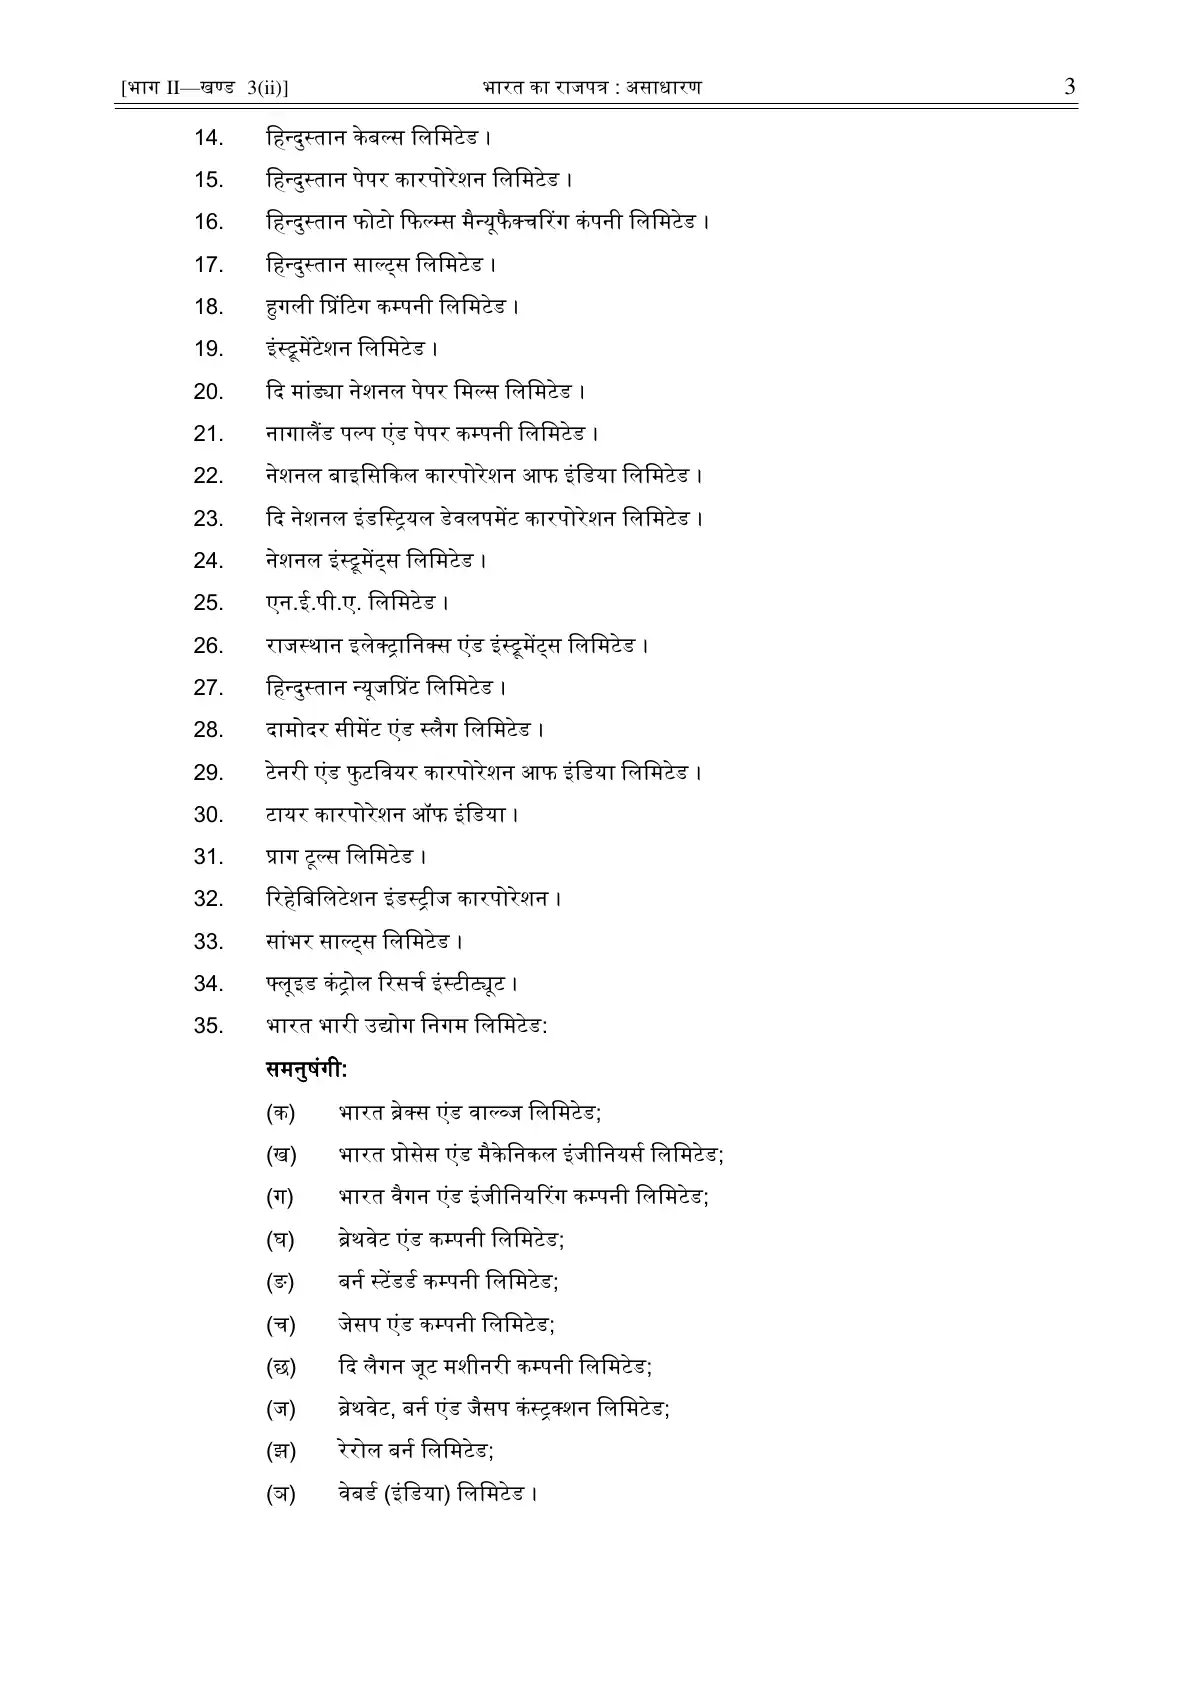 [भाग II—खण्ड 3(ii)] भारत का राजपत्र : असाधारण 3
14. हिन्दुस्तान केबल्स लिमिटेड ।
15. हिन्दुस्तान पेपर कारपोरेशन लिमिटेड ।
16. हिन्दुस्तान फोटो फिल्म्स मैन्यूफैक्चरिंग कंपनी लिमिटेड ।
17. हिन्दुस्तान साल्ट्स लिमिटेड ।
18. हुगली प्रिंटिग कम्पनी लिमिटेड ।
19. इंस्ट्रूमेंटेशन लिमिटेड ।
20. दि मांड्या नेशनल पेपर मिल्स लिमिटेड ।
21. नागालैंड पल्प एंड पेपर कम्पनी लिमिटेड ।
22. नेशनल बाइसिकिल कारपोरेशन आफ इंडिया लिमिटेड ।
23. दि नेशनल इंडस्ट्रियल डेवलपमेंट कारपोरेशन लिमिटेड ।
24. नेशनल इंस्ट्रूमेंट्स लिमिटेड ।
25. एन.ई.पी.ए. लिमिटेड ।
26. राजस्थान इलेक्ट्रानिक्स एंड इंस्ट्रूमेंट्स लिमिटेड ।
27. हिन्दुस्तान न्यूजप्रिंट लिमिटेड ।
28. दामोदर सीमेंट एंड स्लैग लिमिटेड ।
29. टेनरी एंड फुटवियर कारपोरेशन आफ इंडिया लिमिटेड ।
30. टायर कारपोरेशन ऑफ इंडिया ।
31. प्राग टूल्स लिमिटेड ।
32. रिहेबिलिटेशन इंडस्ट्रीज कारपोरेशन ।
33. सांभर साल्ट्स लिमिटेड ।
34. फ्लूइड कंट्रोल रिसर्च इंस्टीट्यूट ।
35. भारत भारी उद्योग निगम लिमिटेड:
समनुषंगी:
(क) भारत ब्रेक्स एंड वाल्व्ज लिमिटेड;
(ख) भारत प्रोसेस एंड मैकेनिकल इंजीनियर्स लिमिटेड;
(ग) भारत वैगन एंड इंजीनियरिंग कम्पनी लिमिटेड;
(घ) ब्रेथवेट एंड कम्पनी लिमिटेड;
(ङ) बर्न स्टेंडर्ड कम्पनी लिमिटेड;
(च) जेसप एंड कम्पनी लिमिटेड;
(छ) दि लैगन जूट मशीनरी कम्पनी लिमिटेड;
(ज) ब्रेथवेट, बर्न एंड जैसप कंस्ट्रक्शन लिमिटेड;
(झ) रेरोल बर्न लिमिटेड;
(ञ) वेबर्ड (इंडिया) लिमिटेड ।